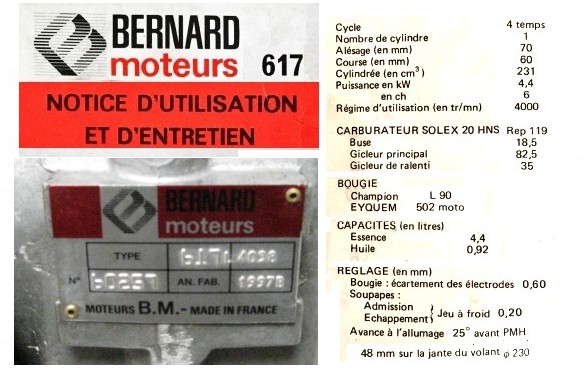 BERNARD
moteurs 617
NOTICE D'UTILISATION
ET D'ENTRETIEN
BERNARD
moteurs
TYPE 617L 4098
N° 60257 AN. FAB. 1997B
MOTEURS B.M.- MADE IN FRANCE
Cycle 4 temps
Nombre de cylindre 1
Alésage (en mm) 70
Course (en mm) 60
Cylindrée (en cm³) 231
Puissance en kW 4,4
en ch 6
Régime d'utilisation (en tr/mn) 4000
CARBURATEUR SOLEX 20 HNS Rep 119
Buse 18,5
Gicleur principal 82,5
Gicleur de ralenti 35
BOUGIE
Champion L 90
EYQUEM 502 moto
CAPACITES (en litres)
Essence 4,4
Huile 0,92
REGLAGE (en mm)
Bougie : écartement des électrodes 0,60
Soupapes :
Admission } Jeu à froid 0,20
Echappement
Avance à l'allumage 25° avant PMH
48 mm sur la jante du volant φ 230